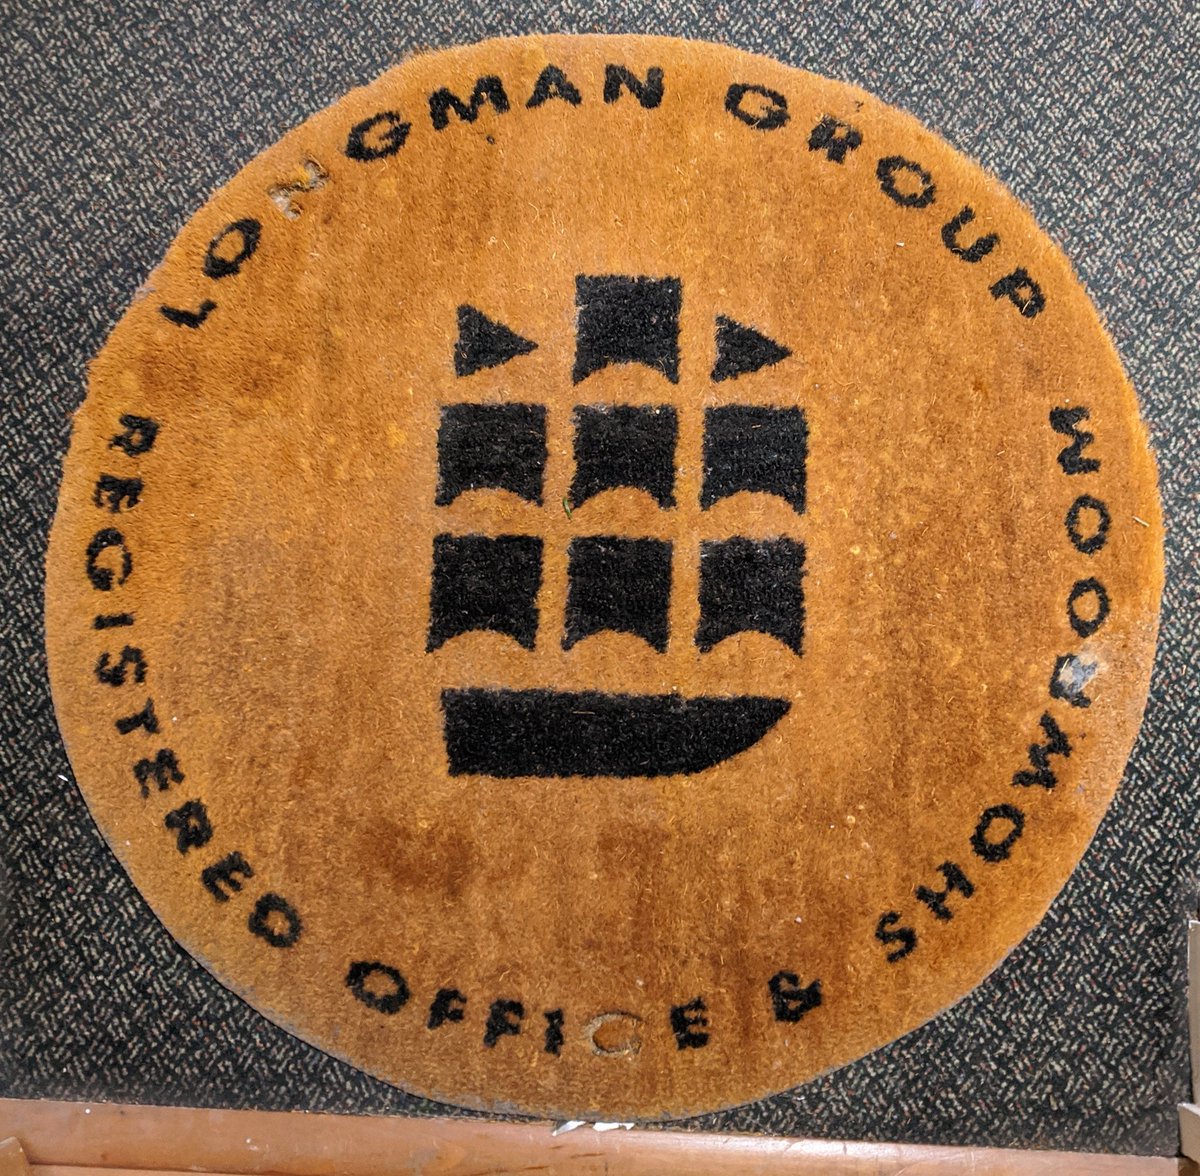 LONGMAN GROUP
REGISTERED OFFICE & SHOWROOM